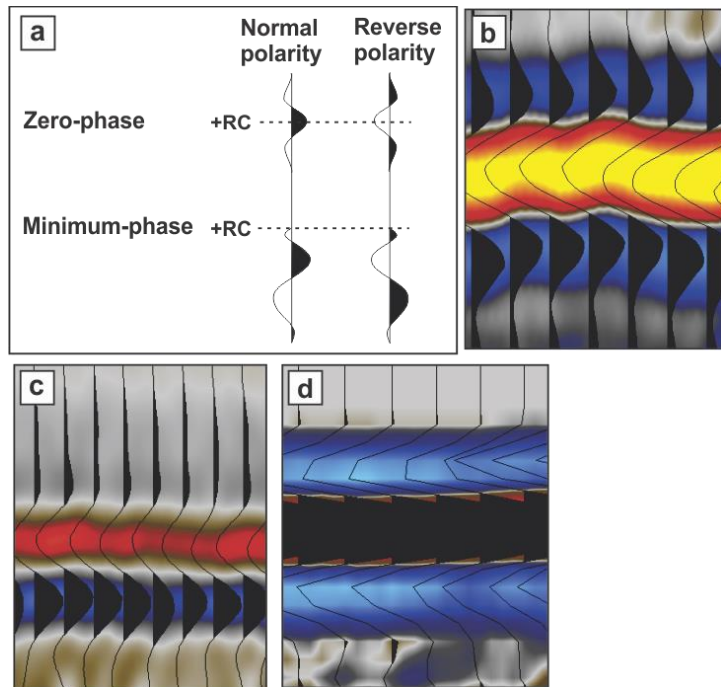 a
Normal polarity
Reverse polarity
Zero-phase
+RC
Minimum-phase
+RC
b
c
d